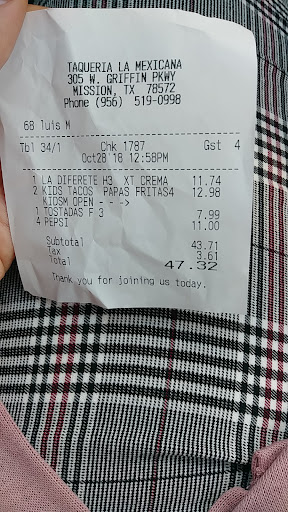 TAQUERIA LA MEXICANA
305 W. GRIFFIN PKWY
MISSION, TX 78572
Phone (956) 519-0998
68 luis M
Tbl 34/1 Chk 1787 Gst 4
Oct28'18 12:58PM
1 LA DIFERETE H3 XT CREMA 11.74
2 KIDS TACOS PAPAS FRITAS4 12.98
KIOSM OPEN - - ->
1 TOSTADAS F 3 7.99
4 PEPSI 11.00
Subtotal 43.71
Tax 3.61
Total 47.32
Thank you for joining us today.